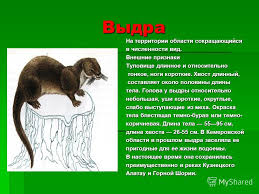 Выдра
На территории области сокращающийся
в численности вид.
Внешние признаки
Туловище длинное и относительно
тонкое, ноги короткие. Хвост длинный,
составляет около половины длины
тела. Голова у выдры относительно
небольшая, уши короткие, округлые,
слабо выступающие из меха. Окраска
тела блестящая темно-бурая или темно-
коричневая. Длина тела — 55—95 см,
длина хвоста — 26-55 см. В Кемеровской
области в прошлом выдра заселяла ее
пригодные для ее жизни водоемы.
В настоящее время она сохранилась
преимущественно в реках Кузнецкого
Алатау и Горной Шории.
MyShared